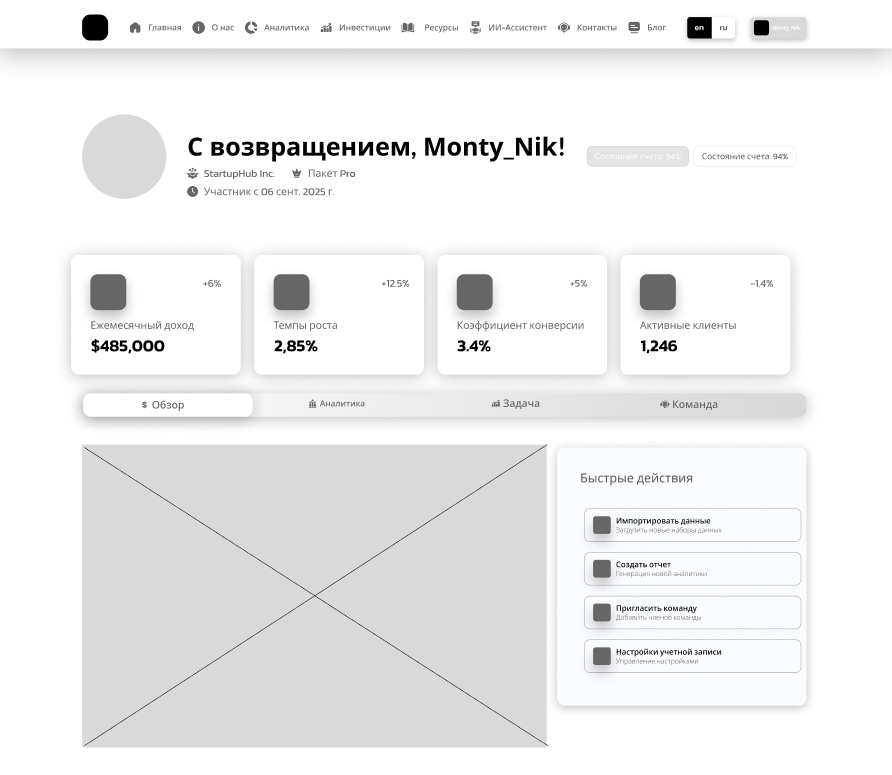 Главная О нас Аналитика Инвестиции Ресурсы ИИ-Ассистент Контакты Блог en ru Monty_Nik
С возвращением, Monty_Nik!
Состояние счета: 94% Состояние счета: 94%
StartupHub Inc. Пакет Pro
Участник с 06 сент. 2025 г.
+6% +12.5% +5% -1.4%
Ежемесячный доход Темпы роста Коэффициент конверсии Активные клиенты
$485,000 2,85% 3.4% 1,246
$ Обзор Аналитика Задача Команда
Быстрые действия
Импортировать данные
Загрузить новые наборы данных
Создать отчет
Генерация новой аналитики
Пригласить команду
Добавить членов команды
Настройки учетной записи
Управление настройками